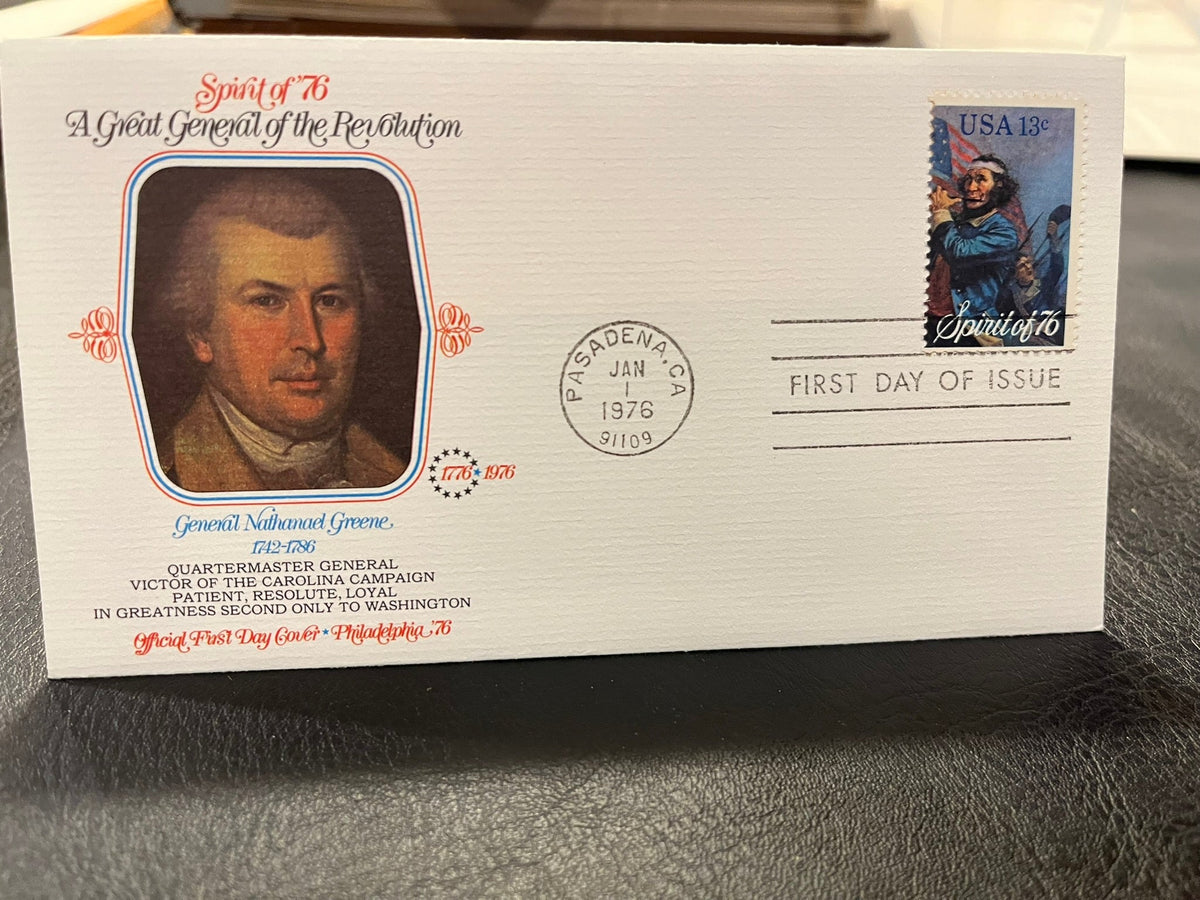 Spirit of '76
A Great General of the Revolution
USA 13c
Spirit of 76
PASADENA, CA
JAN
1
1976
91109
FIRST DAY OF ISSUE
1776★1976
General Nathanael Greene
1742-1786
QUARTERMASTER GENERAL
VICTOR OF THE CAROLINA CAMPAIGN
PATIENT, RESOLUTE, LOYAL
IN GREATNESS SECOND ONLY TO WASHINGTON
Official First Day Cover ★ Philadelphia '76